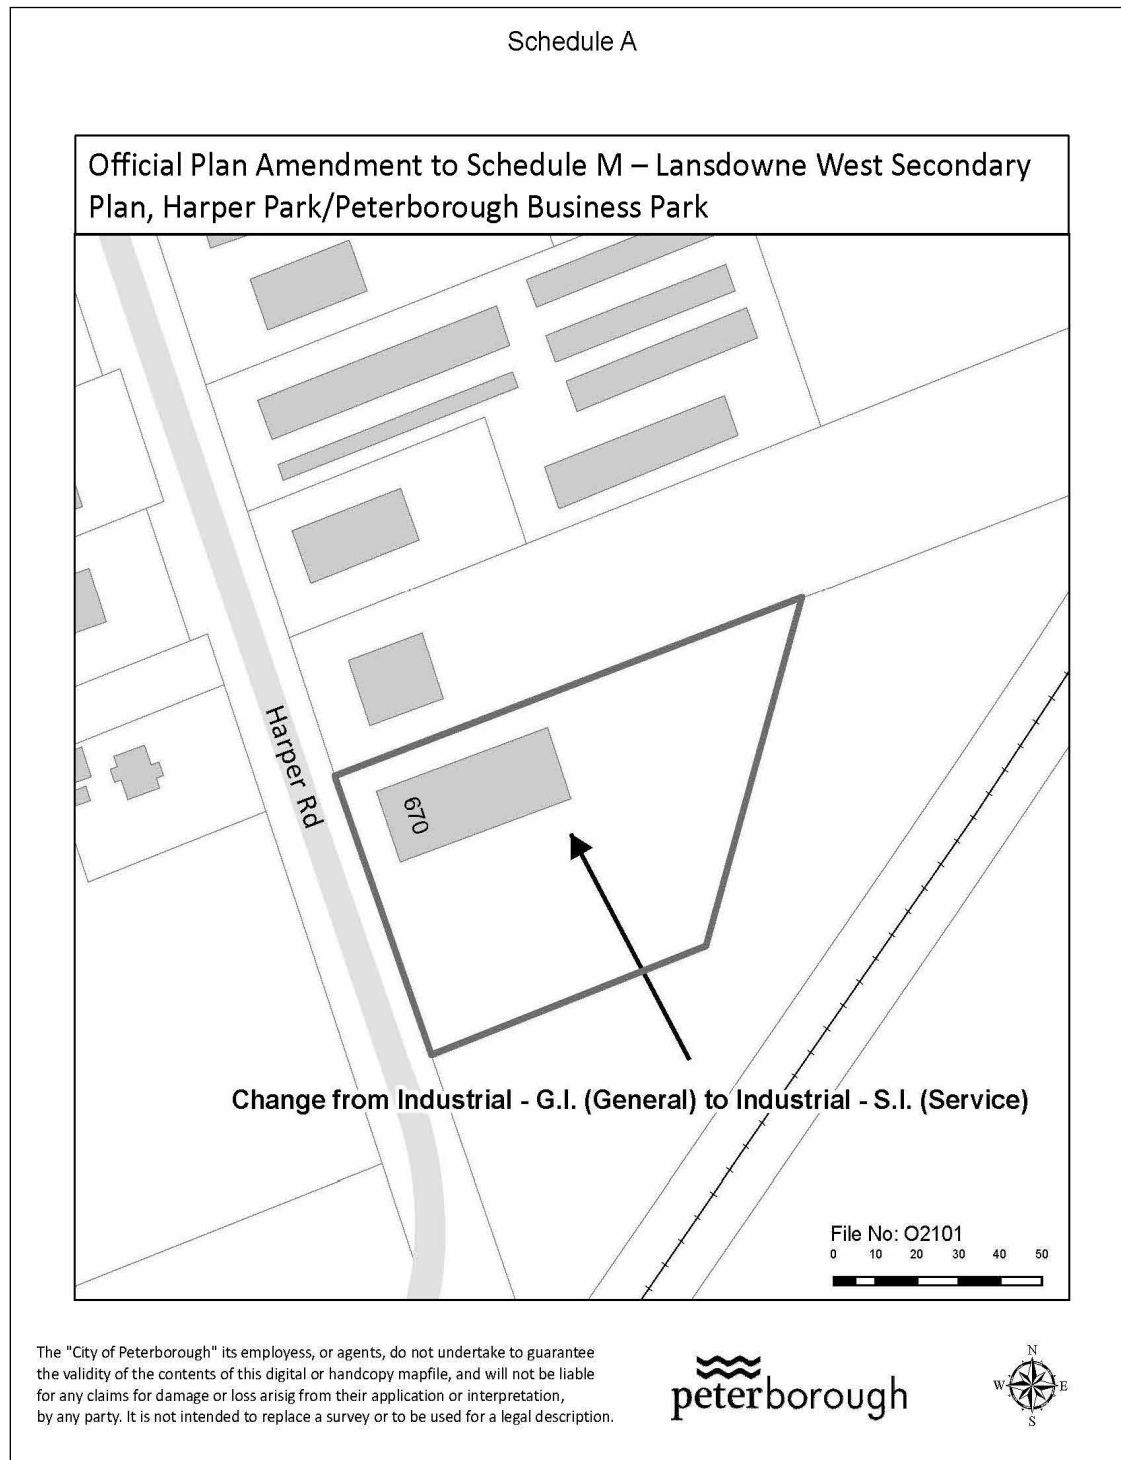 Schedule A
Official Plan Amendment to Schedule M – Lansdowne West Secondary
Plan, Harper Park/Peterborough Business Park
Harper Rd
670
Change from Industrial - G.I. (General) to Industrial - S.I. (Service)
File No: O2101
0 10 20 30 40 50
The "City of Peterborough" its employess, or agents, do not undertake to guarantee
the validity of the contents of this digital or handcopy mapfile, and will not be liable
for any claims for damage or loss arisig from their application or interpretation,
by any party. It is not intended to replace a survey or to be used for a legal description.
peterborough
N
W E
S